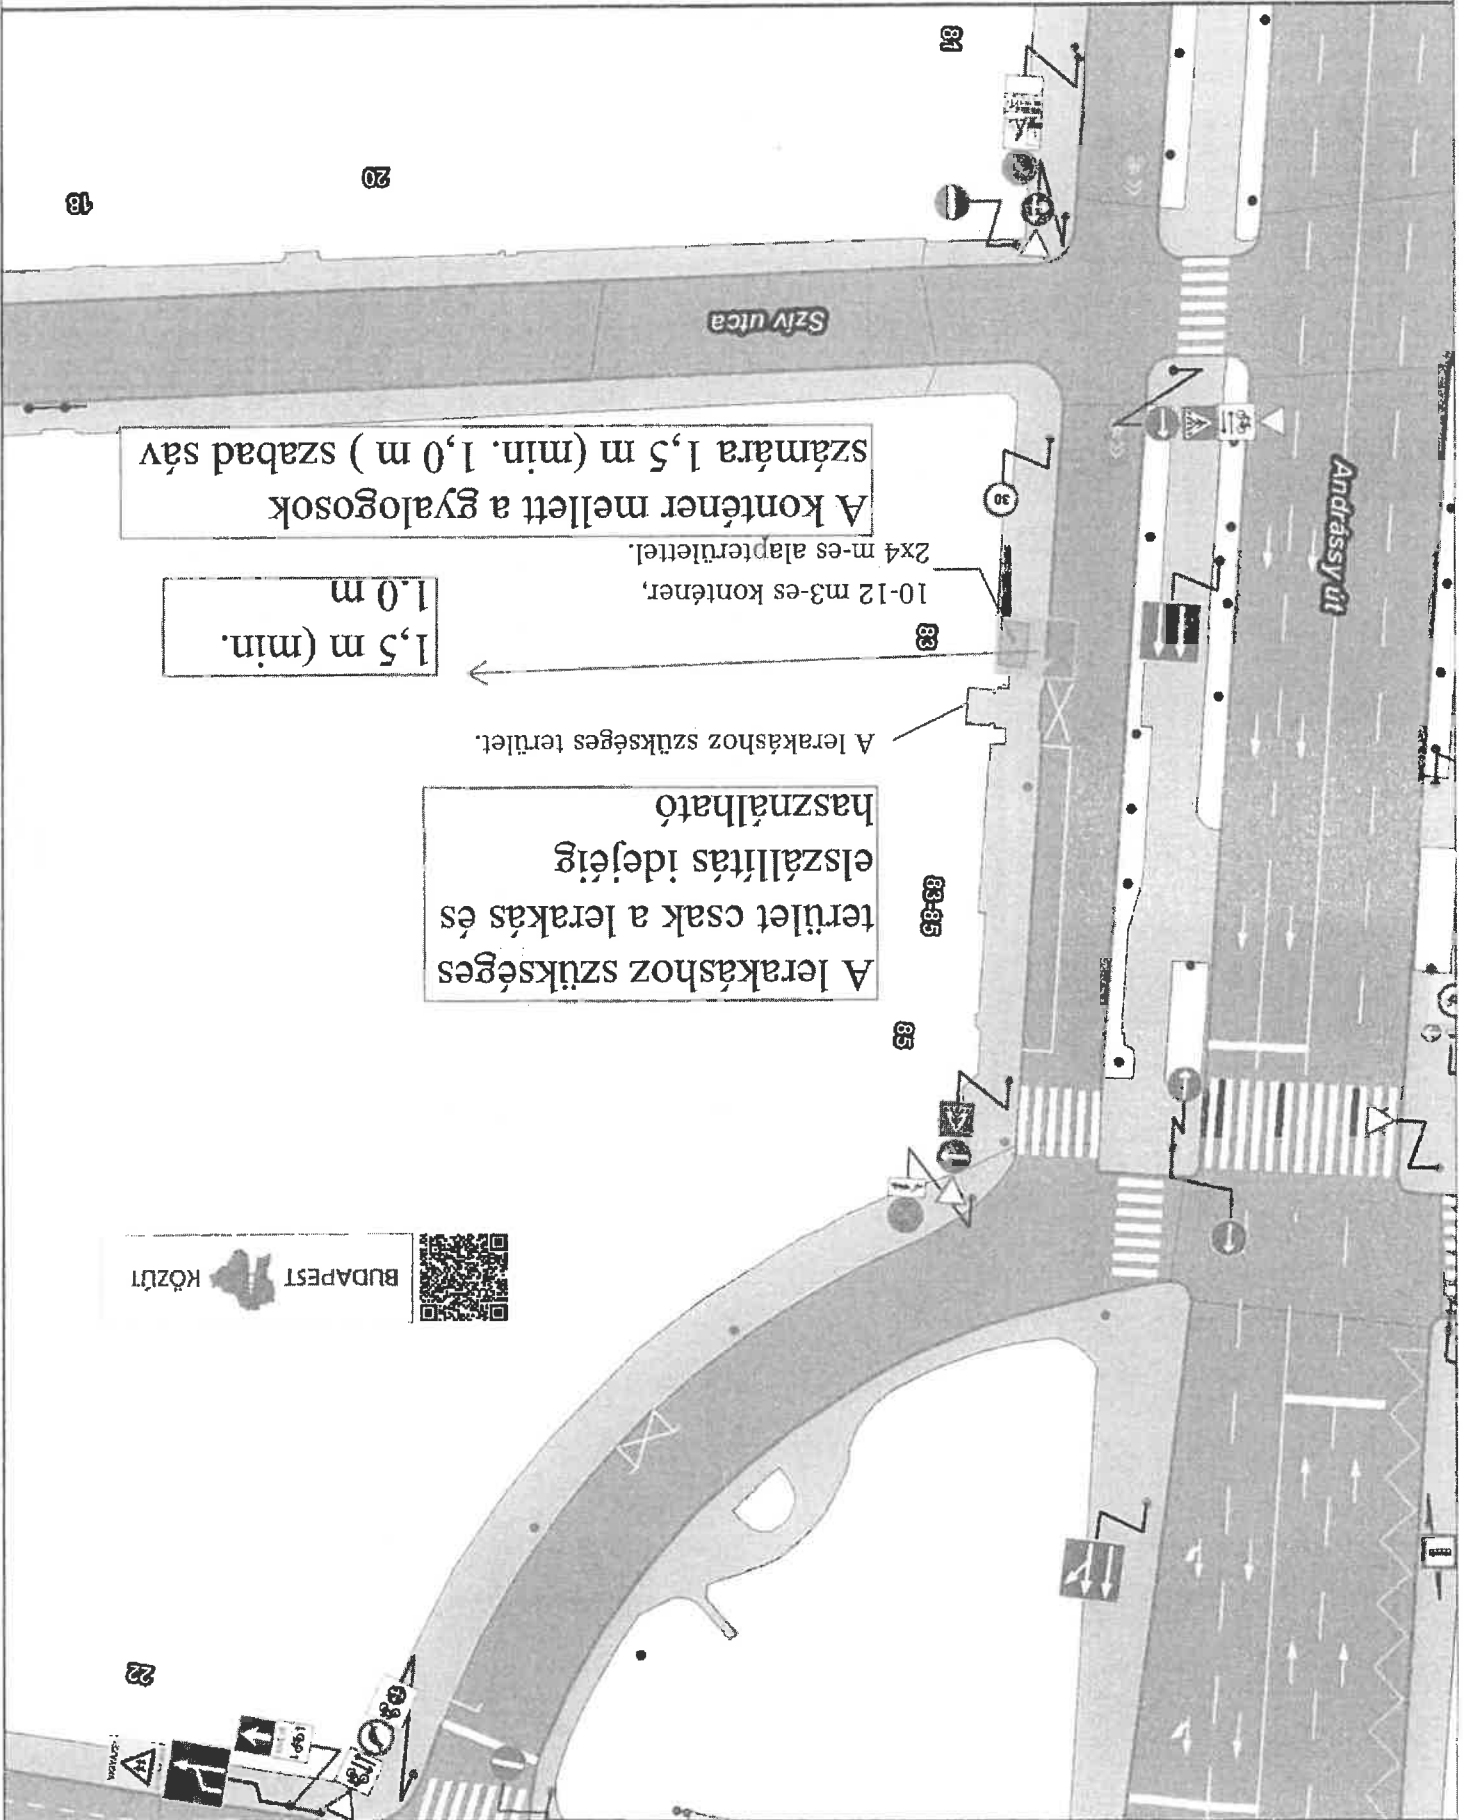 22
BUDAPEST KÖZÚT
85
A lerakáshoz szükséges
terület csak a lerakás és
elszállítás idejéig
használható
83-85
A lerakáshoz szükséges terület.
1,5 m (min.
1.0 m
83
10-12 m3-es konténer,
2x4 m-es alapterülettel.
A konténer mellett a gyalogosok
számára 1,5 m (min. 1,0 m ) szabad sáv
30
Andrássy út
Szív utca
18
20
81